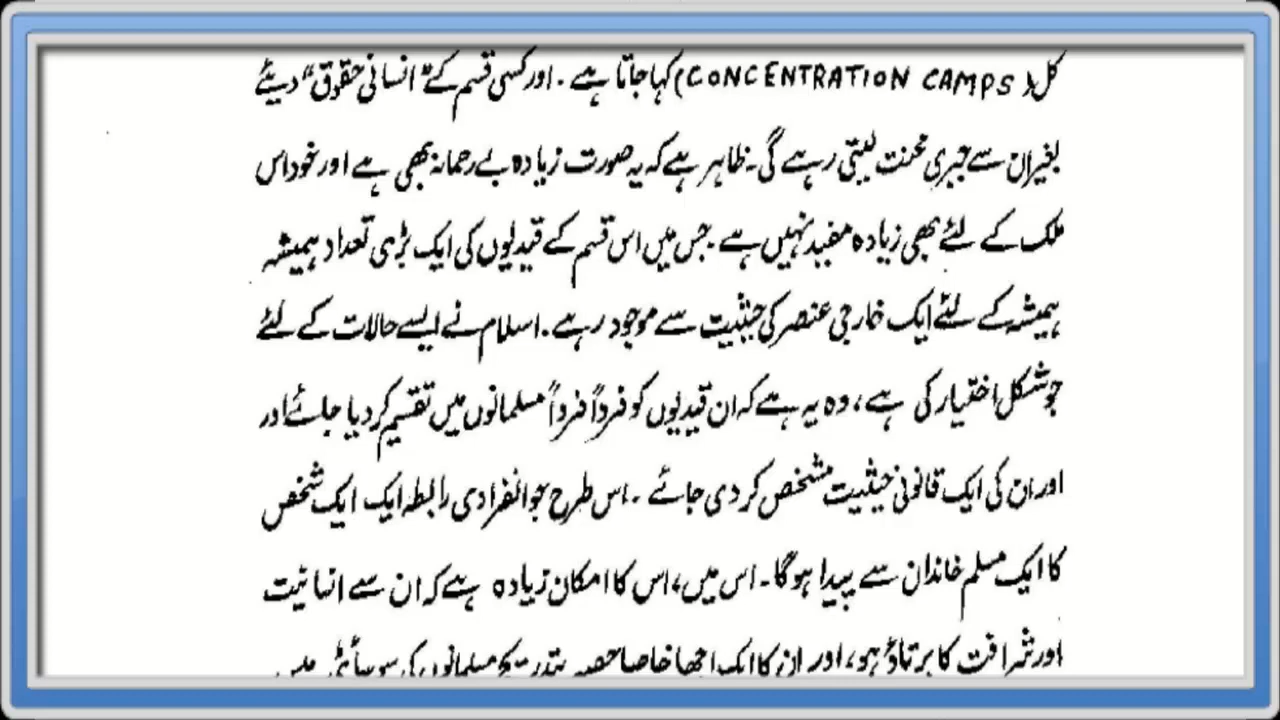 کل (CONCENTRATION CAMPS) کہا جاتا ہے۔ اور کسی قسم کے "انسانی حقوق" دیئے
بغیر ان سے جبری محنت لیتی رہے گی۔ ظاہر ہے کہ یہ صورت زیادہ بے رحمانہ بھی ہے اور خود اس
ملک کے لئے بھی زیادہ مفید نہیں ہے۔ جس میں اس قسم کے قیدیوں کی ایک بڑی تعداد ہمیشہ
ہمیشہ کے لئے ایک خارجی عنصر کی حیثیت سے موجود رہے۔ اسلام نے ایسے حالات کے لئے
جو شکل اختیار کی ہے، وہ یہ ہے کہ ان قیدیوں کو فرداً فرداً مسلمانوں میں تقسیم کر دیا جائے اور
اور ان کی ایک قانونی حیثیت مشخص کر دی جائے۔ اس طرح جو انفرادی رابطہ ایک ایک شخص
کا ایک مسلم خاندان سے پیدا ہوگا۔ اس میں، اس کا امکان زیادہ ہے کہ ان سے انسانیت
اور شرافت کا برتاؤ ہو، اور ان کا ایک اچھا خاصا حصہ بتدریج مسلمانوں کی سوسائٹی میں